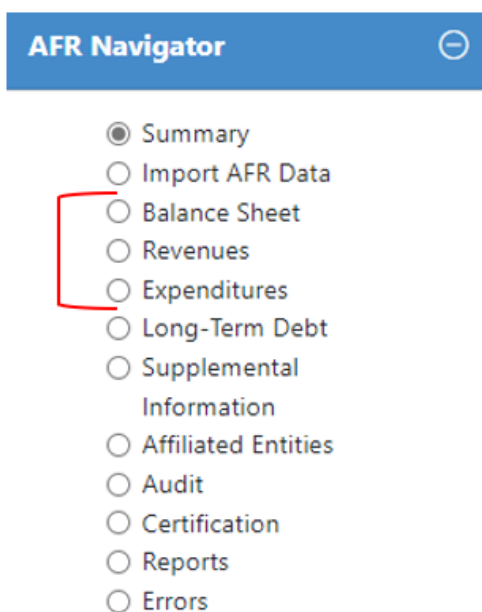 AFR Navigator
Summary
Import AFR Data
Balance Sheet
Revenues
Expenditures
Long-Term Debt
Supplemental
Information
Affiliated Entities
Audit
Certification
Reports
Errors